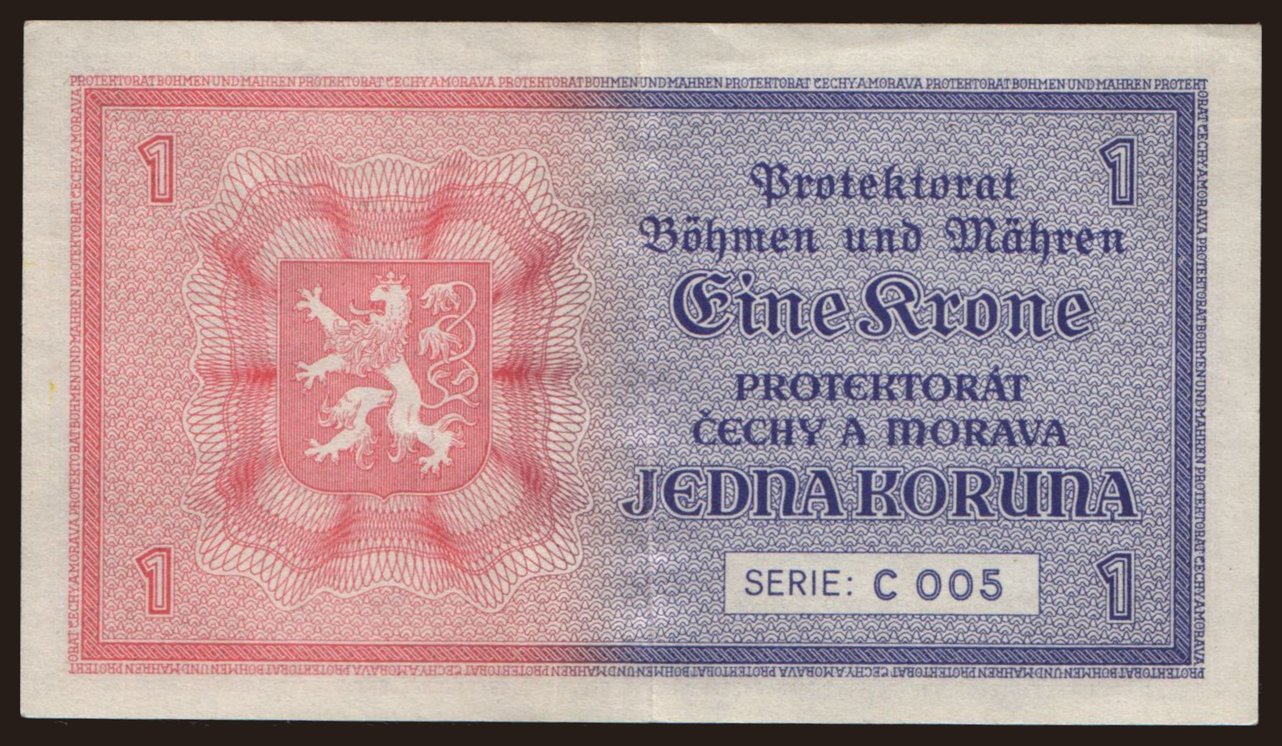 PROTEKTORAT BÖHMEN UND MÄHREN PROTEKTORÁT ČECHY A MORAVA PROTEKTORAT BÖHMEN UND MÄHREN PROTEKTORÁT ČECHY A MORAVA PROTEKTORAT BÖHMEN UND MÄHREN PROTEKT
1
1
Protektorat
Böhmen und Mähren
Eine Krone
PROTEKTORÁT
ČECHY A MORAVA
JEDNA KORUNA
1
SERIE: C 005
1